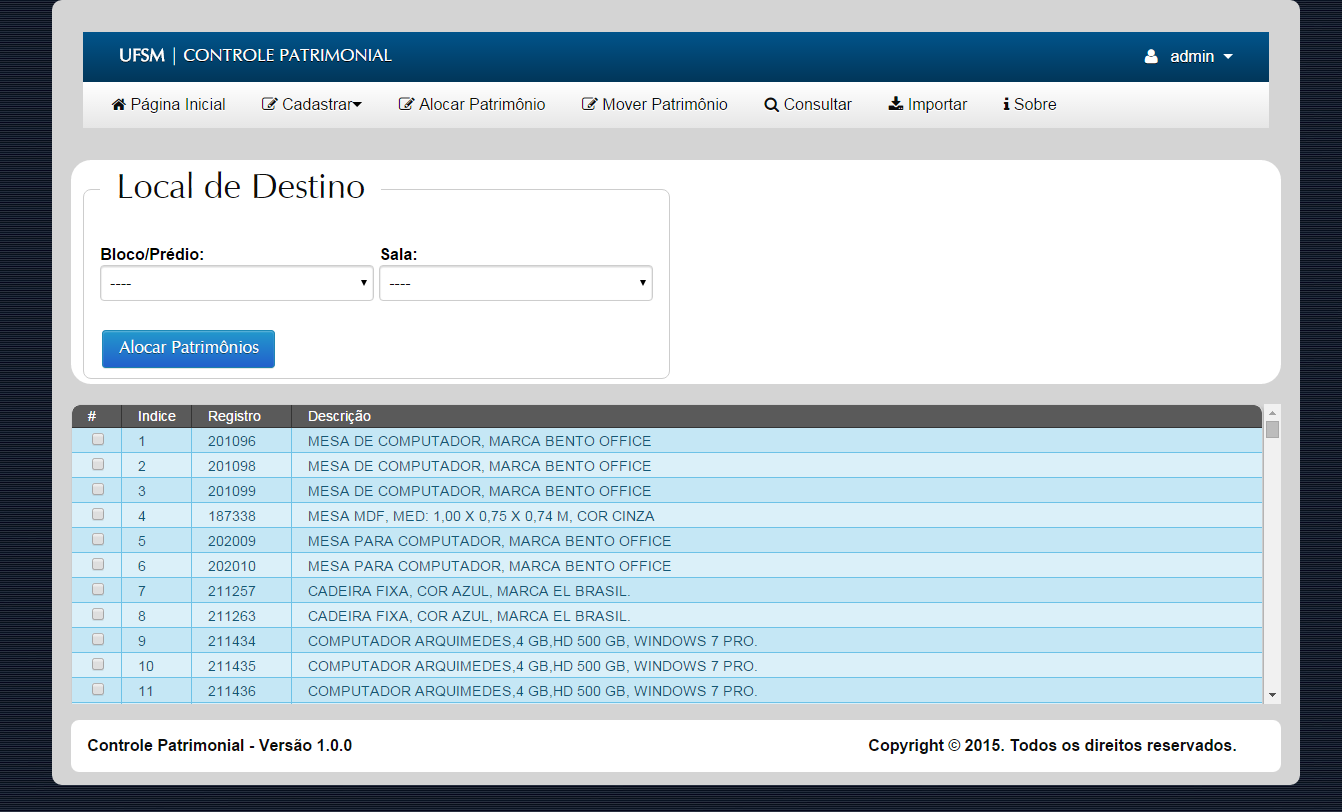 UFSM | CONTROLE PATRIMONIAL admin
Página Inicial Cadastrar Alocar Patrimônio Mover Patrimônio Consultar Importar Sobre
Local de Destino
Bloco/Prédio: Sala:
---- ----
Alocar Patrimônios
# Indice Registro Descrição
1 201096 MESA DE COMPUTADOR, MARCA BENTO OFFICE
2 201098 MESA DE COMPUTADOR, MARCA BENTO OFFICE
3 201099 MESA DE COMPUTADOR, MARCA BENTO OFFICE
4 187338 MESA MDF, MED: 1,00 X 0,75 X 0,74 M, COR CINZA
5 202009 MESA PARA COMPUTADOR, MARCA BENTO OFFICE
6 202010 MESA PARA COMPUTADOR, MARCA BENTO OFFICE
7 211257 CADEIRA FIXA, COR AZUL, MARCA EL BRASIL.
8 211263 CADEIRA FIXA, COR AZUL, MARCA EL BRASIL.
9 211434 COMPUTADOR ARQUIMEDES,4 GB,HD 500 GB, WINDOWS 7 PRO.
10 211435 COMPUTADOR ARQUIMEDES,4 GB,HD 500 GB, WINDOWS 7 PRO.
11 211436 COMPUTADOR ARQUIMEDES,4 GB,HD 500 GB, WINDOWS 7 PRO.
Controle Patrimonial - Versão 1.0.0 Copyright © 2015. Todos os direitos reservados.